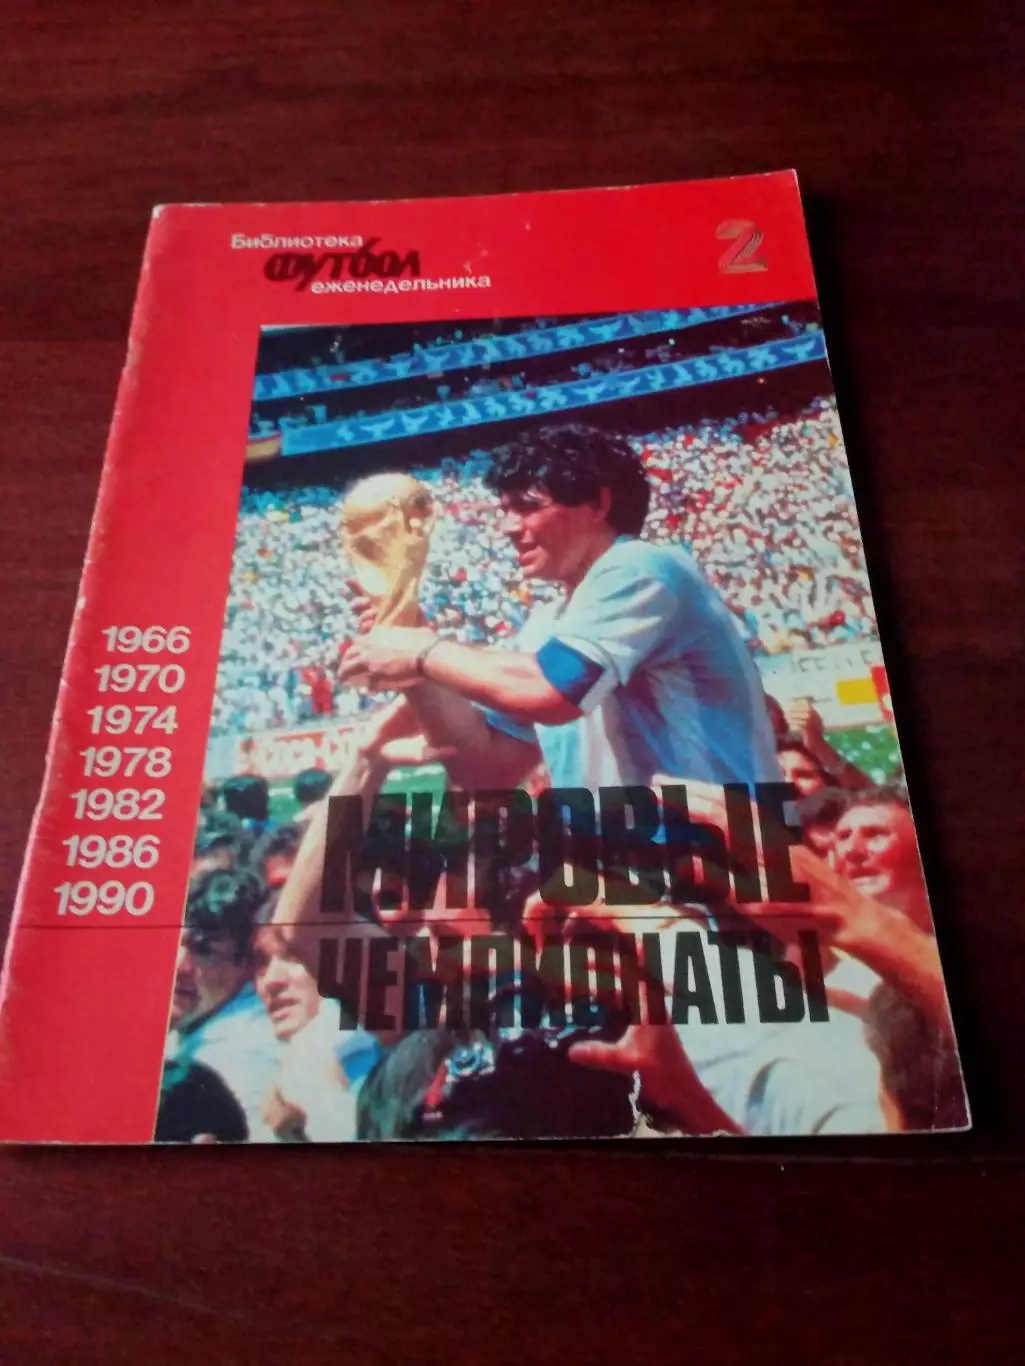 Библиотека
футбол
еженедельника
2
1966
1970
1974
1978
1982
1986
1990
МИРОВЫЕ
ЧЕМПИОНАТЫ